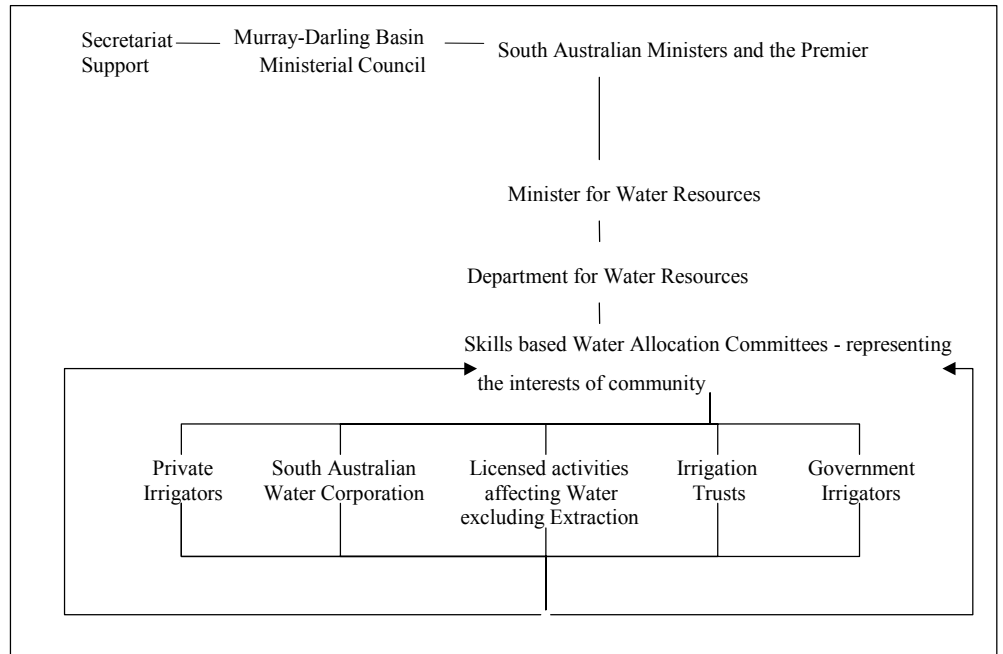 Secretariat
Support
Murray-Darling Basin
Ministerial Council
South Australian Ministers and the Premier
Minister for Water Resources
Department for Water Resources
Skills based Water Allocation Committees - representing
the interests of community
Private
Irrigators
South Australian
Water Corporation
Licensed activities
affecting Water
excluding Extraction
Irrigation
Trusts
Government
Irrigators